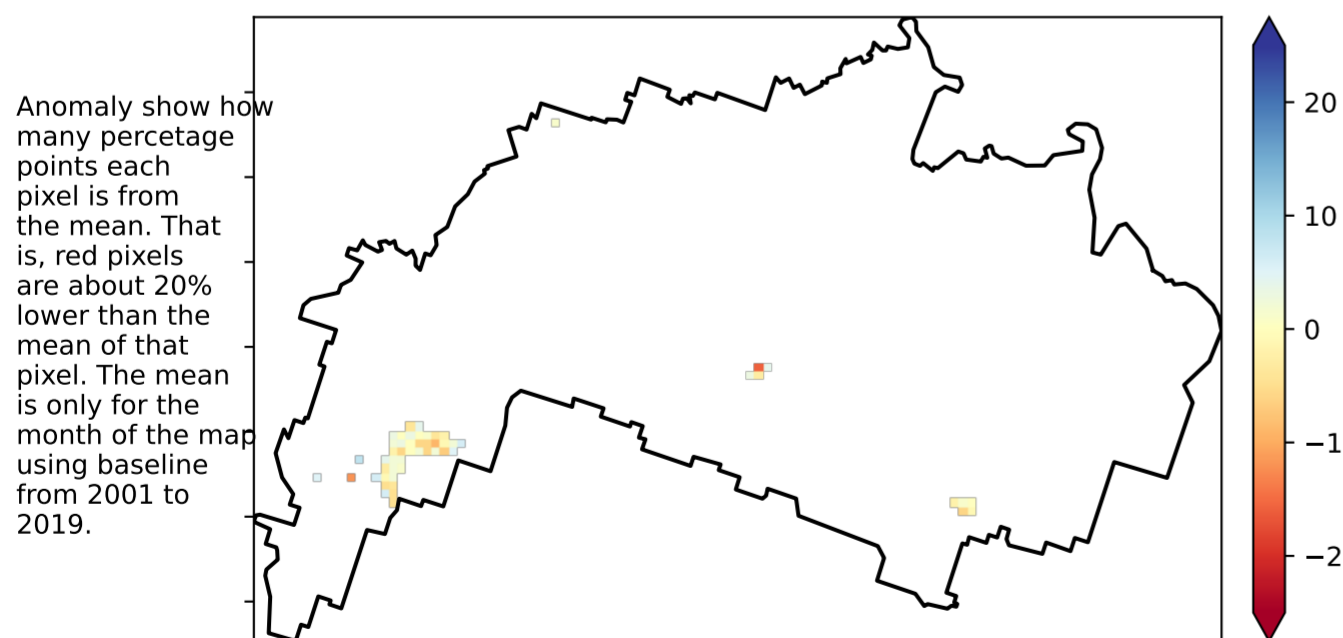 Anomaly show how
many percetage
points each
pixel is from
the mean. That
is, red pixels
are about 20%
lower than the
mean of that
pixel. The mean
is only for the
month of the map
using baseline
from 2001 to
2019.
20
10
0
−1
−2